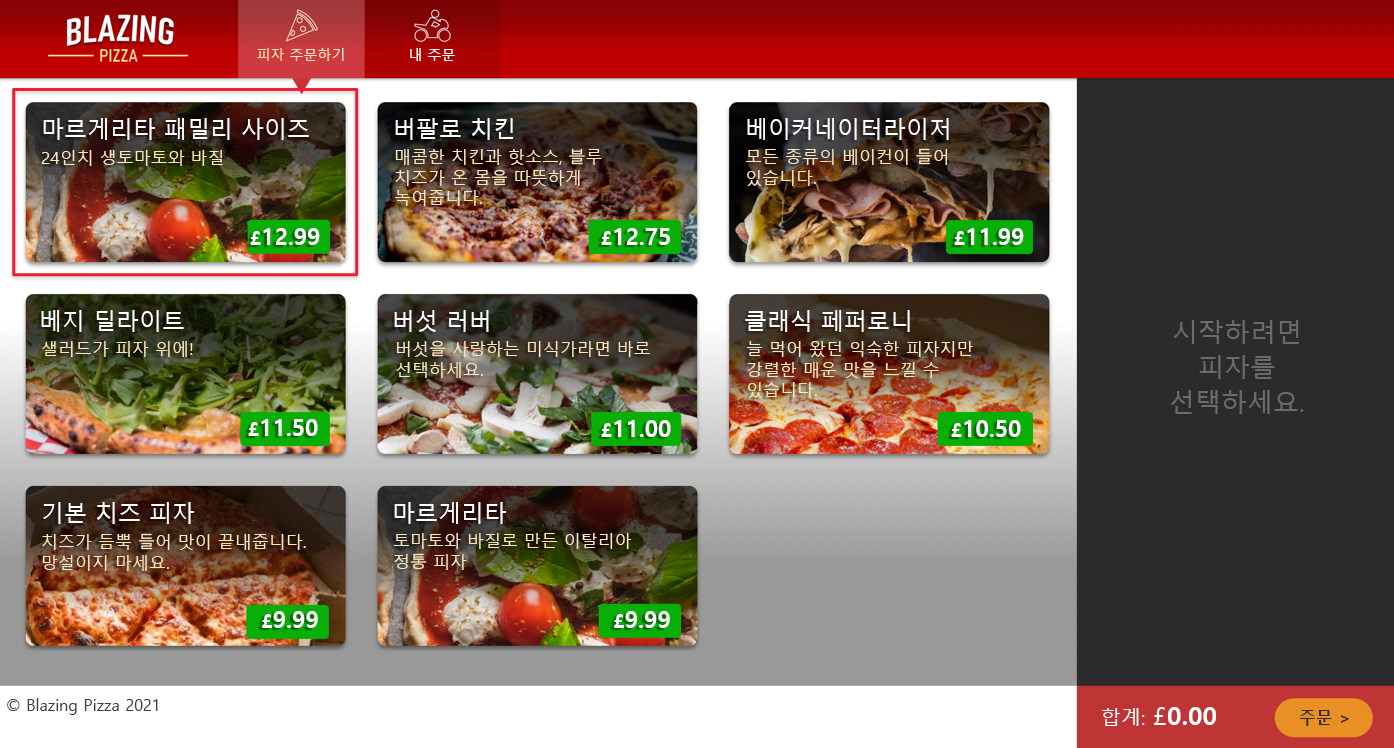 BLAZING
PIZZA
피자 주문하기
내 주문
마르게리타 패밀리 사이즈
24인치 생토마토와 바질
£12.99
버팔로 치킨
매콤한 치킨과 핫소스, 블루
치즈가 온 몸을 따뜻하게
녹여줍니다.
£12.75
베이커네이터라이저
모든 종류의 베이컨이 들어
있습니다.
£11.99
베지 딜라이트
샐러드가 피자 위에!
£11.50
버섯 러버
버섯을 사랑하는 미식가라면 바로
선택하세요.
£11.00
클래식 페퍼로니
늘 먹어 왔던 익숙한 피자지만
강렬한 매운 맛을 느낄 수
있습니다.
£10.50
기본 치즈 피자
치즈가 듬뿍 들어 맛이 끝내줍니다.
망설이지 마세요.
£9.99
마르게리타
토마토와 바질로 만든 이탈리아
정통 피자
£9.99
시작하려면
피자를
선택하세요.
© Blazing Pizza 2021
합계: £0.00
주문 >